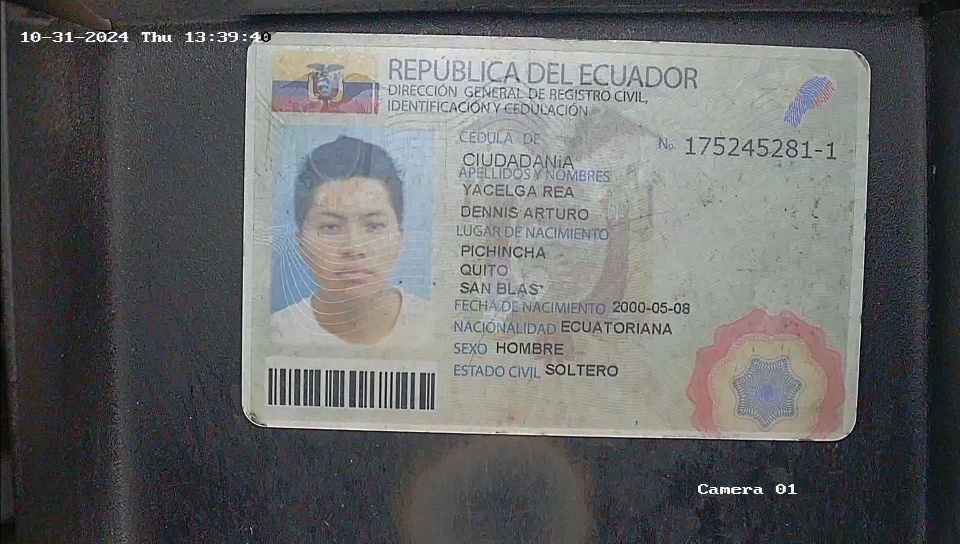 10-31-2024 Thu 13:39:40
REPÚBLICA DEL ECUADOR
DIRECCIÓN GENERAL DE REGISTRO CIVIL,
IDENTIFICACIÓN Y CEDULACIÓN
CÉDULA DE
No. 175245281-1
CIUDADANíA
APELLIDOS Y NOMBRES
YACELGA REA
DENNIS ARTURO
LUGAR DE NACIMIENTO
PICHINCHA
QUITO
SAN BLAS
FECHA DE NACIMIENTO 2000-05-08
NACIONALIDAD ECUATORIANA
SEXO HOMBRE
ESTADO CIVIL SOLTERO
Camera 01